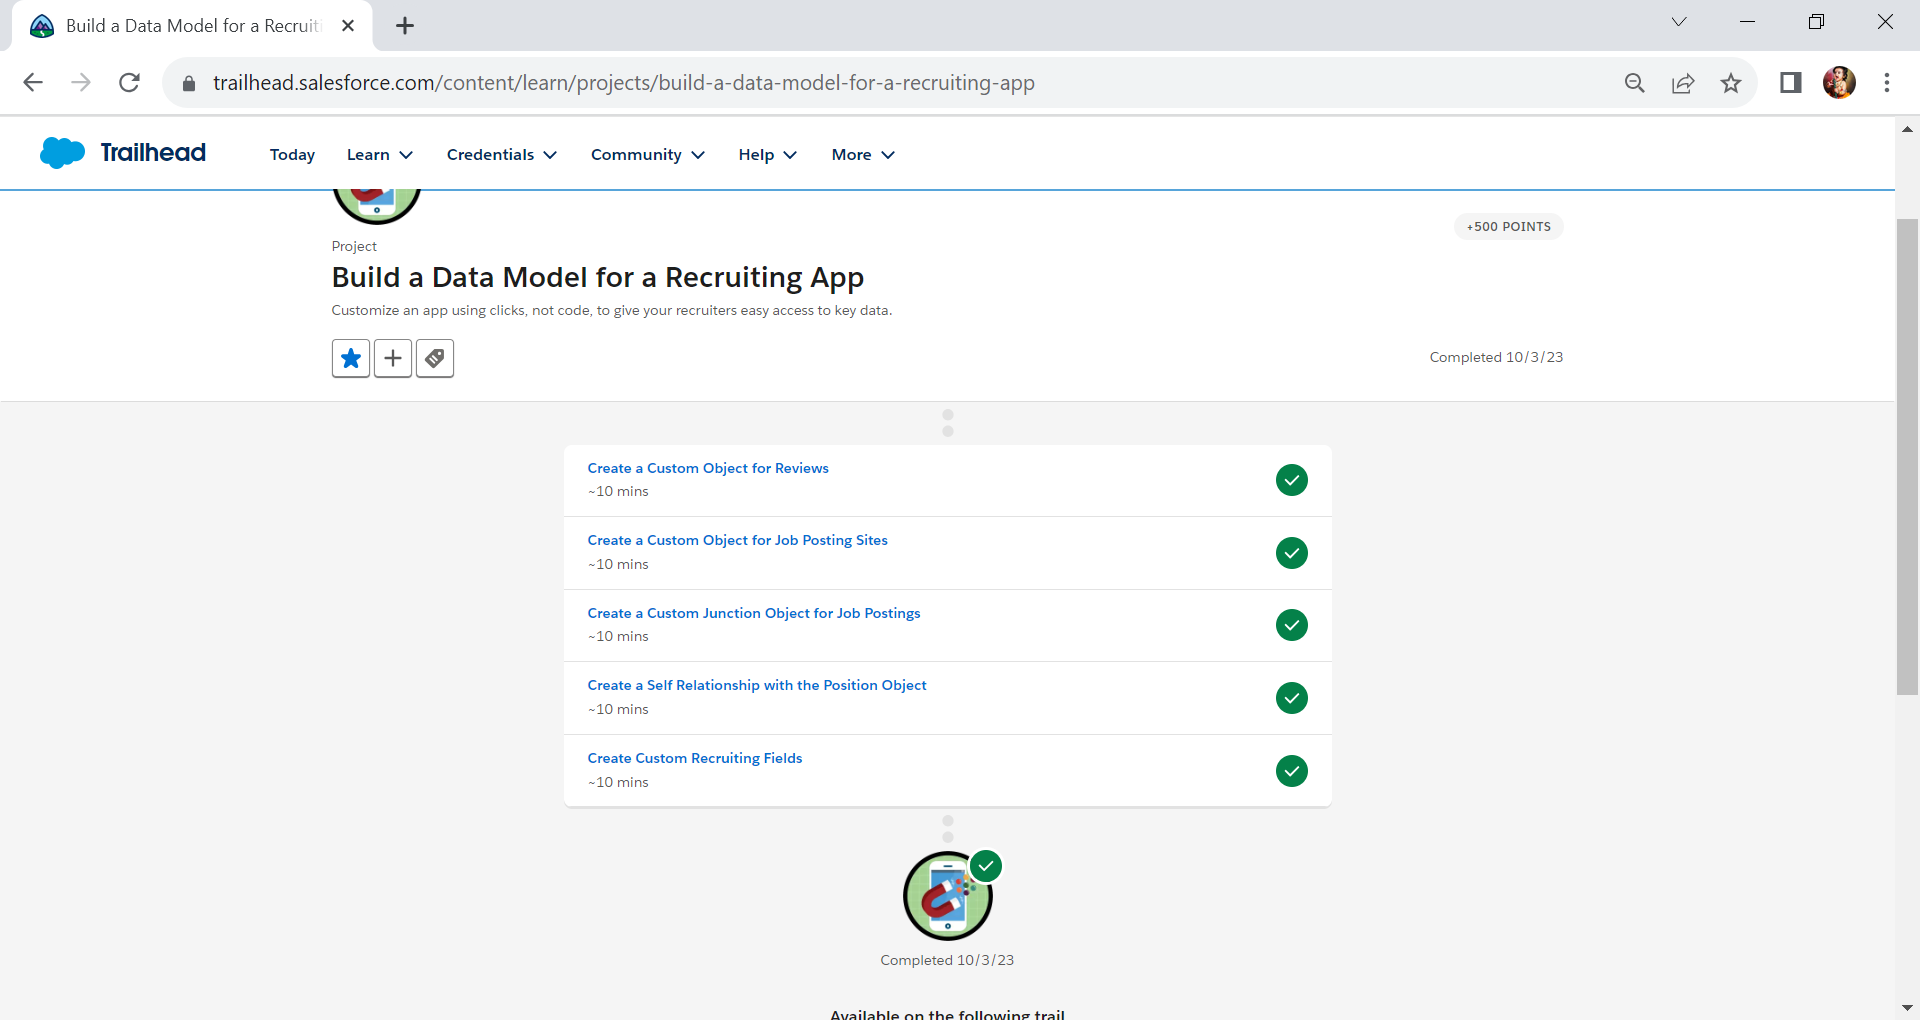 Build a Data Model for a Recruiti
trailhead.salesforce.com/content/learn/projects/build-a-data-model-for-a-recruiting-app
Trailhead
Today Learn Credentials Community Help More
+500 POINTS
Project
Build a Data Model for a Recruiting App
Customize an app using clicks, not code, to give your recruiters easy access to key data.
Completed 10/3/23
Create a Custom Object for Reviews
~10 mins
Create a Custom Object for Job Posting Sites
~10 mins
Create a Custom Junction Object for Job Postings
~10 mins
Create a Self Relationship with the Position Object
~10 mins
Create Custom Recruiting Fields
~10 mins
Completed 10/3/23
Available on the following trail